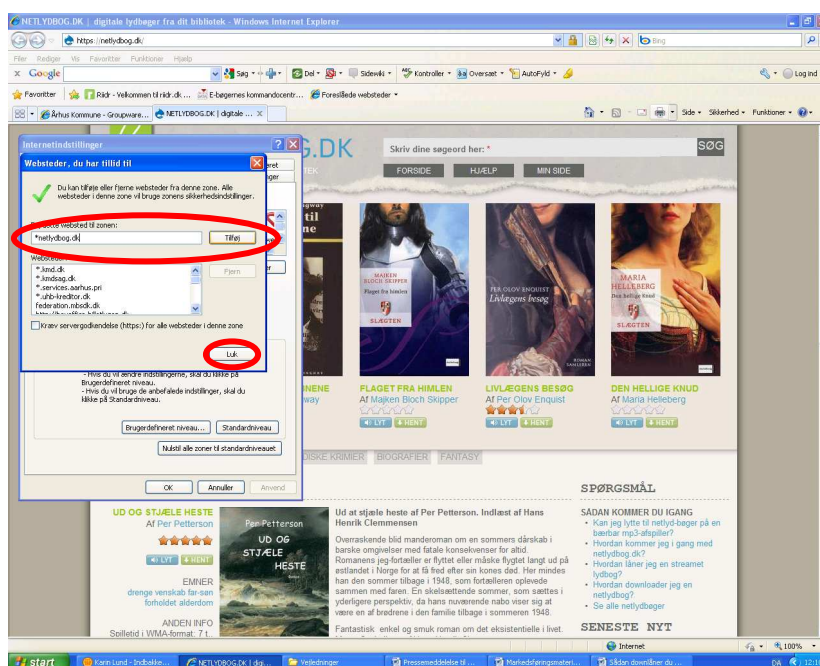 NETLYDBOG.DK | digitale lydbøger fra dit bibliotek - Windows Internet Explorer
https://netlydbog.dk/
Bing
Filer Rediger Vis Favoritter Funktioner Hjælp
x Google Søg Del Sidewiki Kontroller Oversæt AutoFyld Log ind
Favoritter Riidr - Velkommen til riidr.dk ... E-bøgernes kommandocentr... Foreslåede websteder
Århus Kommune - Groupware... NETLYDBOG.DK | digitale ... X Side Sikkerhed Funktioner
Internetindstillinger
G.DK
Skriv dine søgeord her: *
SØG
FORSIDE HJÆLP MIN SIDE
Websteder, du har tillid til
Du kan tilføje eller fjerne websteder fra denne zone. Alle
websteder i denne zone vil bruge zonens sikkerhedsindstillinger.
websted til zonen:
*netlydbog.dk
Tilføj
*.kmd.dk
*.kmdsag.dk
*.services.aarhus.pri
*.uhb-kreditor.dk
federation.mbsdk.dk
Fjern
Kræv servergodkendelse (https:) for alle websteder i denne zone
Luk
- Hvis du vil ændre indstillingerne, skal du klikke på
Brugerdefineret niveau.
- Hvis du vil bruge de anbefalede indstillinger, skal du
klikke på Standardniveau.
Brugerdefineret niveau... Standardniveau
Nulstil alle zoner til standardniveauet
OK Annuller Anvend
MAJKEN
BLOCH SKIPPER
Flaget fra himlen
SLÆGTEN
PER OLOV ENQUIST
Livlægens besøg
ROMAN
SAMLEREN
MARIA
HELLEBERG
Den hellige Knud
SLÆGTEN
NENE
way
FLAGET FRA HIMLEN
Af Majken Bloch Skipper
LYT HENT
LIVLÆGENS BESØG
Af Per Olov Enquist
LYT HENT
DEN HELLIGE KNUD
Af Maria Helleberg
LYT HENT
DISKE KRIMIER BIOGRAFIER FANTASY
UD OG STJÆLE HESTE
Af Per Petterson
LYT HENT
EMNER
drenge venskab far-søn
forholdet alderdom
ANDEN INFO
Spilletid i WMA-format: 7 t...
Per Petterson
UD OG
STJÆLE
HESTE
Ud at stjæle heste af Per Petterson. Indlæst af Hans
Henrik Clemmensen
Overraskende blid manderoman om en sommers dårskab i
barske omgivelser med fatale konsekvenser for altid.
Romanens jeg-fortæller er flyttet eller måske flygtet langt ud på
østlandet i Norge for at få fred efter sin kones død. Her mindes
han den sommer tilbage i 1948, som fortælleren oplevede
sammen med faren. En skelsættende sommer, som sættes i
yderligere perspektiv, da hans nuværende nabo viser sig at
være en af brødrene i den familie tilbage i sommeren 1948.
Fantastisk enkel og smuk roman om det eksistentielle i livet.
SPØRGSMÅL
SÅDAN KOMMER DU IGANG
• Kan jeg lytte til netlyd-bøger på en
bærbar mp3-afspiller?
• Hvordan kommer jeg i gang med
netlydbog.dk?
• Hvordan låner jeg en streamet
lydbog?
• Hvordan downloader jeg en
netlydbog?
• Se alle netlydbøger
SENESTE NYT
Internet 100%
start Karin Lund - Indbakke... NETLYDBOG.DK | digi... Vejledninger Pressemeddelelse til ... Markedsføringsmateri... Sådan downlåner du ... DA